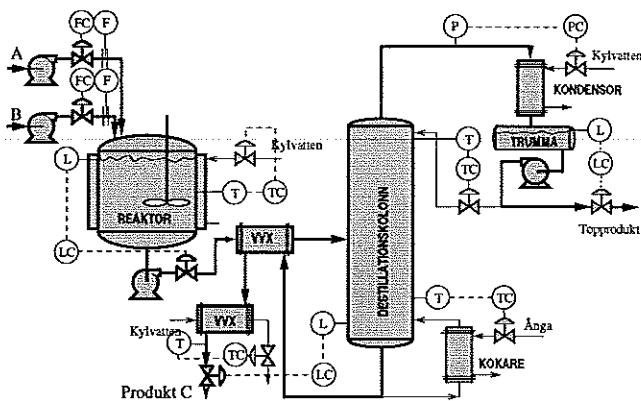 FC
F
P
PC
A
FC
F
Kylvatten
KONDENSOR
B
L
Kylvatten
T
TRUMMA
L
TC
LC
T
TC
REAKTOR
DESTILLATIONSKOLONN
Topprodukt
LC
VVX
T
TC
Ånga
VVX
L
Kylvatten
T
TC
KOKARE
LC
Produkt C